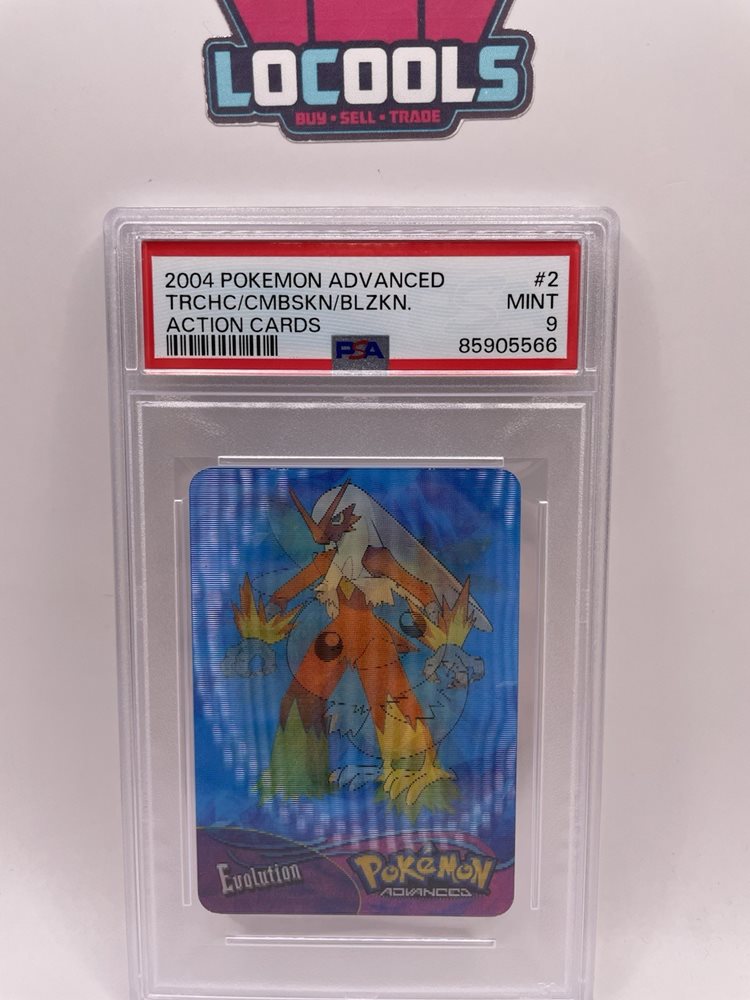 LOCOOLS
BUY • SELL • TRADE
2004 POKEMON ADVANCED #2
TRCHC/CMBSKN/BLZKN. MINT
ACTION CARDS 9
PSA 85905566
Evolution
POKéMON
ADVANCED